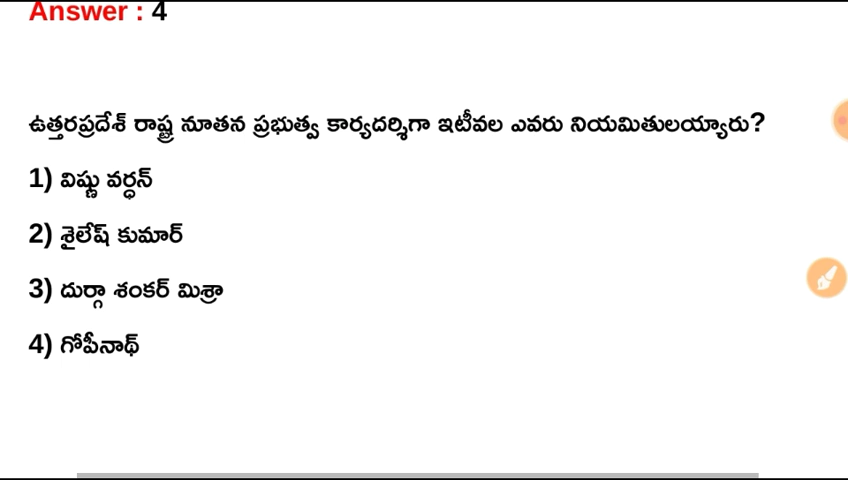 Answer : 4
ఉత్తరప్రదేశ్ రాష్ట్ర నూతన ప్రభుత్వ కార్యదర్శిగా ఇటీవల ఎవరు నియమితులయ్యారు?
1) విష్ణు వర్ధన్
2) శైలేష్ కుమార్
3) దుర్గా శంకర్ మిశ్రా
4) గోపీనాథ్